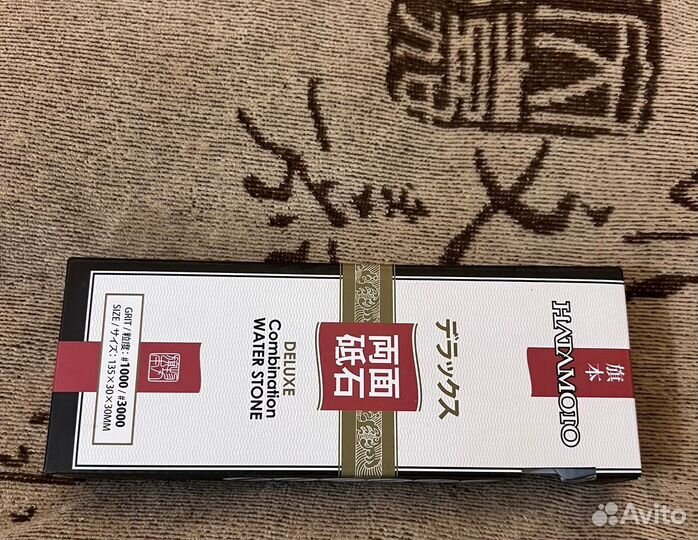 旗本
HATAMOTO
デラックス
両面
砥石
DELUXE
Combination
WATER STONE
GRIT / 粒度 : #1000 / #3000
SIZE / サイズ : 135×30×30MM
Avito